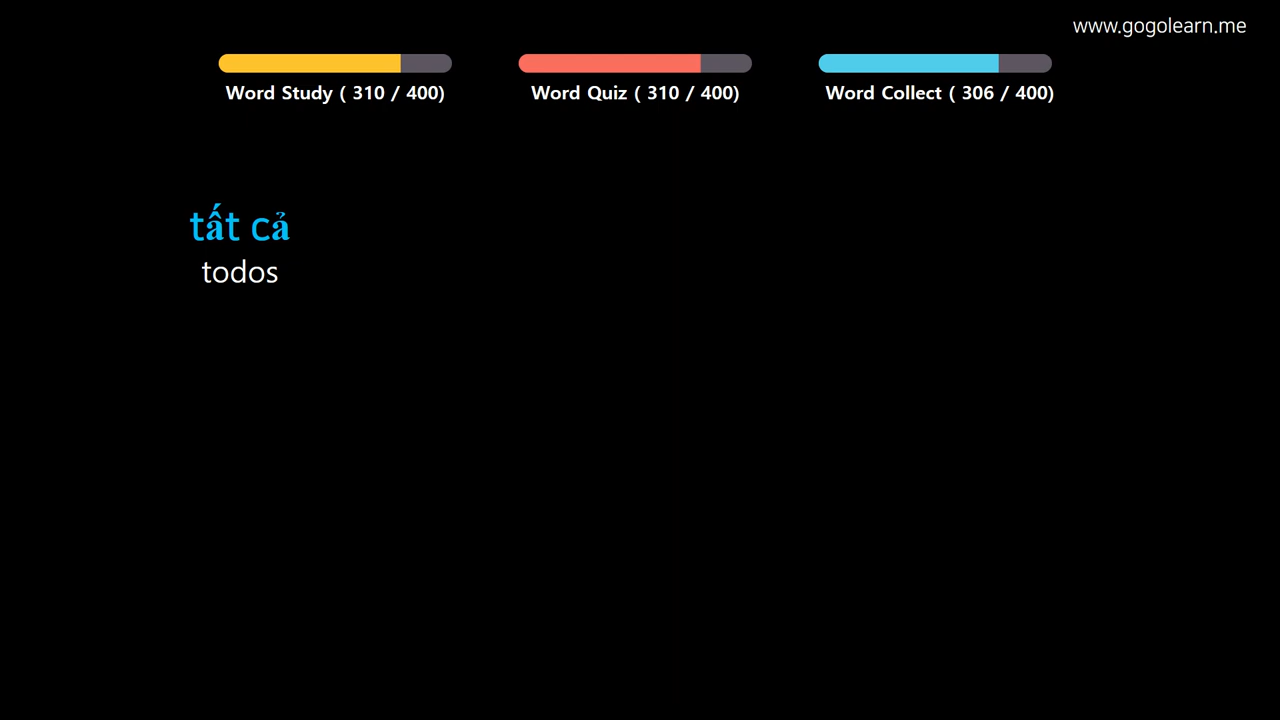 www.gogolearn.me
Word Study ( 310 / 400)
Word Quiz ( 310 / 400)
Word Collect ( 306 / 400)
tất cả
todos